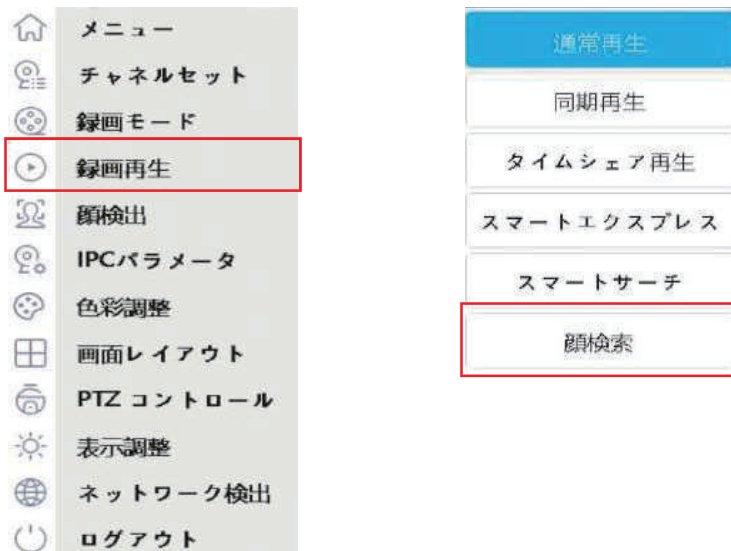 メニュー
チャネルセット
録画モード
録画再生
顔検出
IPCパラメータ
色彩調整
画面レイアウト
PTZ コントロール
表示調整
ネットワーク検出
ログアウト
通常再生
同期再生
タイムシェア再生
スマートエクスプレス
スマートサーチ
顔検索